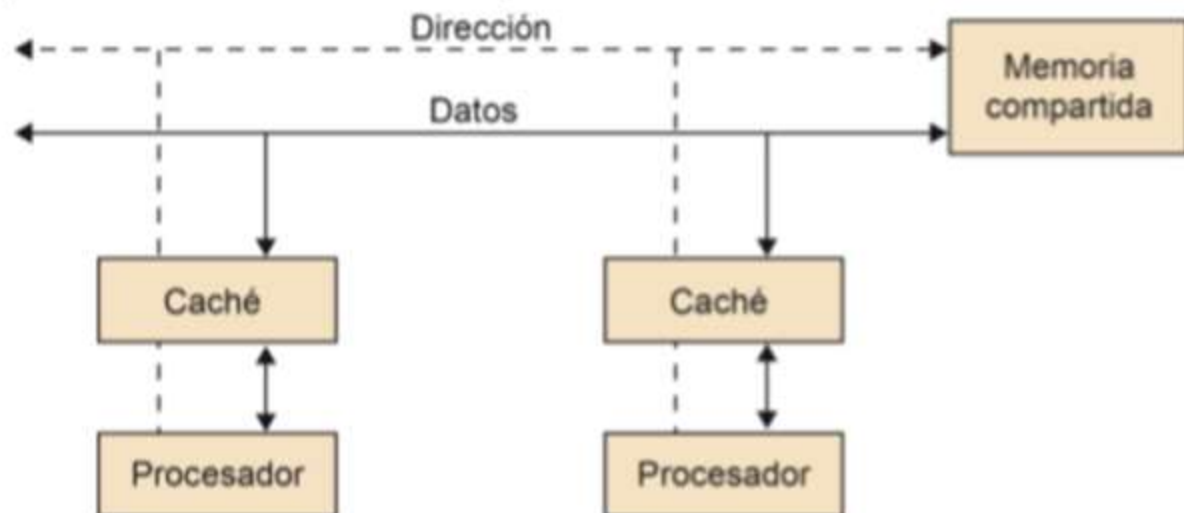 Dirección
Memoria
compartida
Datos
Caché
Caché
Procesador
Procesador